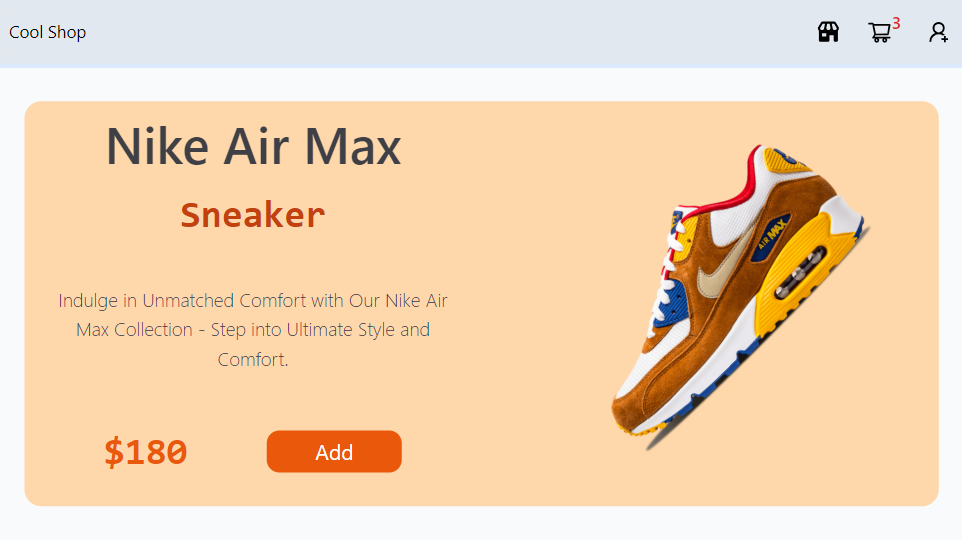 Cool Shop
3
Nike Air Max
Sneaker
Indulge in Unmatched Comfort with Our Nike Air
Max Collection - Step into Ultimate Style and
Comfort.
$180
Add
AIR MAX